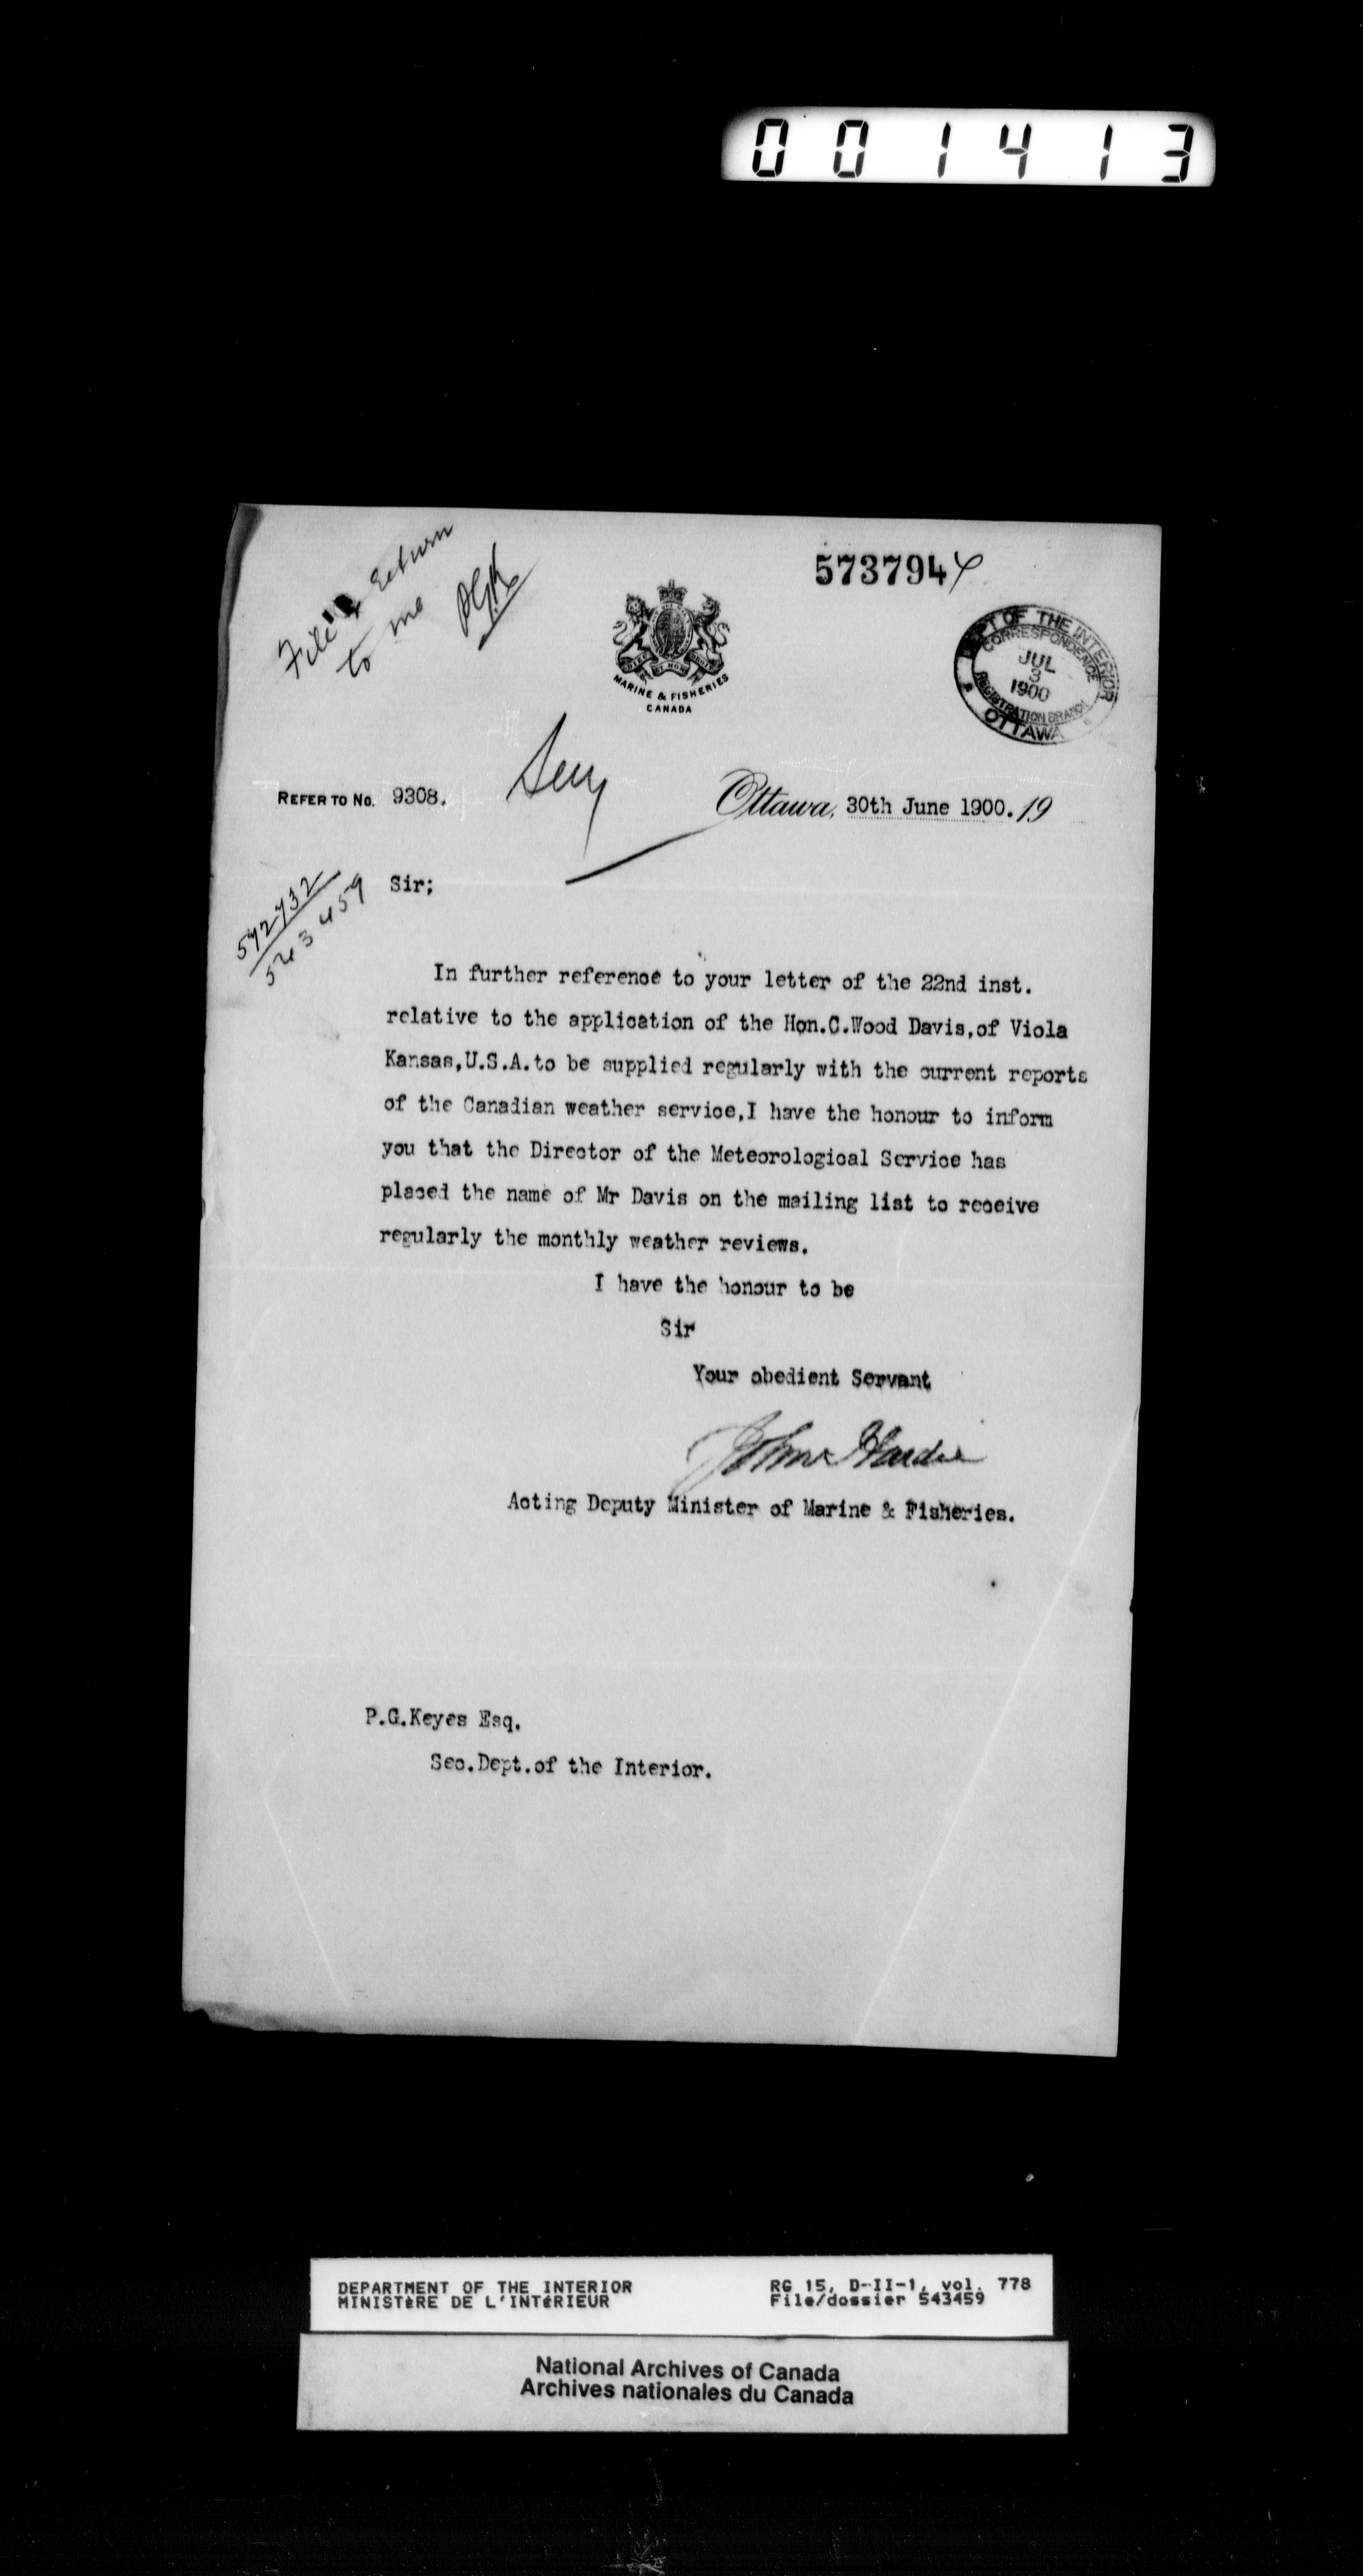 001413
File & return
to me PGK
573794
MARINE & FISHERIES
CANADA
DEPT OF THE INTERIOR
CORRESPONDENCE
JUL
3
1900
REGISTRATION BRANCH
OTTAWA
Secy
REFER TO No. 9308.
Ottawa, 30th June 1900. 19
572732
543459
Sir;
In further reference to your letter of the 22nd inst.
relative to the application of the Hon.C.Wood Davis,of Viola
Kansas,U.S.A.to be supplied regularly with the current reports
of the Canadian weather service,I have the honour to inform
you that the Director of the Meteorological Service has
placed the name of Mr Davis on the mailing list to receive
regularly the monthly weather reviews.
I have the honour to be
Sir
Your obedient Servant
John Hardie
Acting Deputy Minister of Marine & Fisheries.
P.G.Keyes Esq.
Sec.Dept.of the Interior.
DEPARTMENT OF THE INTERIOR
MINISTÈRE DE L'INTÉRIEUR
RG 15, D-II-1, vol. 778
File/dossier 543459
National Archives of Canada
Archives nationales du Canada